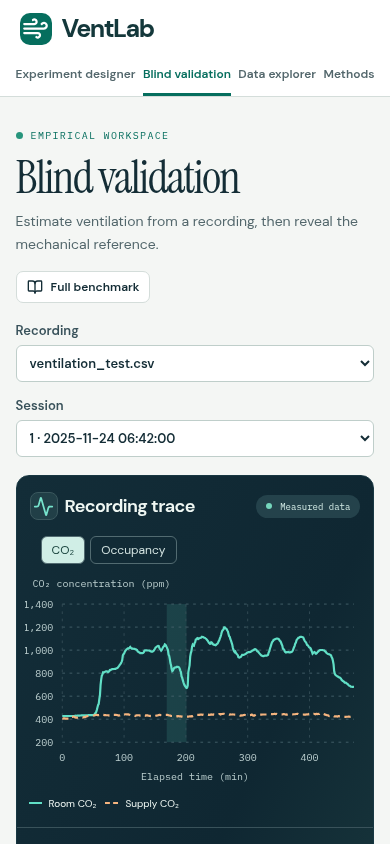 VentLab
Experiment designer Blind validation Data explorer Methods
EMPIRICAL WORKSPACE
Blind validation
Estimate ventilation from a recording, then reveal the
mechanical reference.
Full benchmark
Recording
ventilation_test.csv
Session
1 · 2025-11-24 06:42:00
Recording trace
Measured data
CO₂ Occupancy
CO₂ concentration (ppm)
1,400
1,200
1,000
800
600
400
200
0 100 200 300 400
Elapsed time (min)
Room CO₂ Supply CO₂